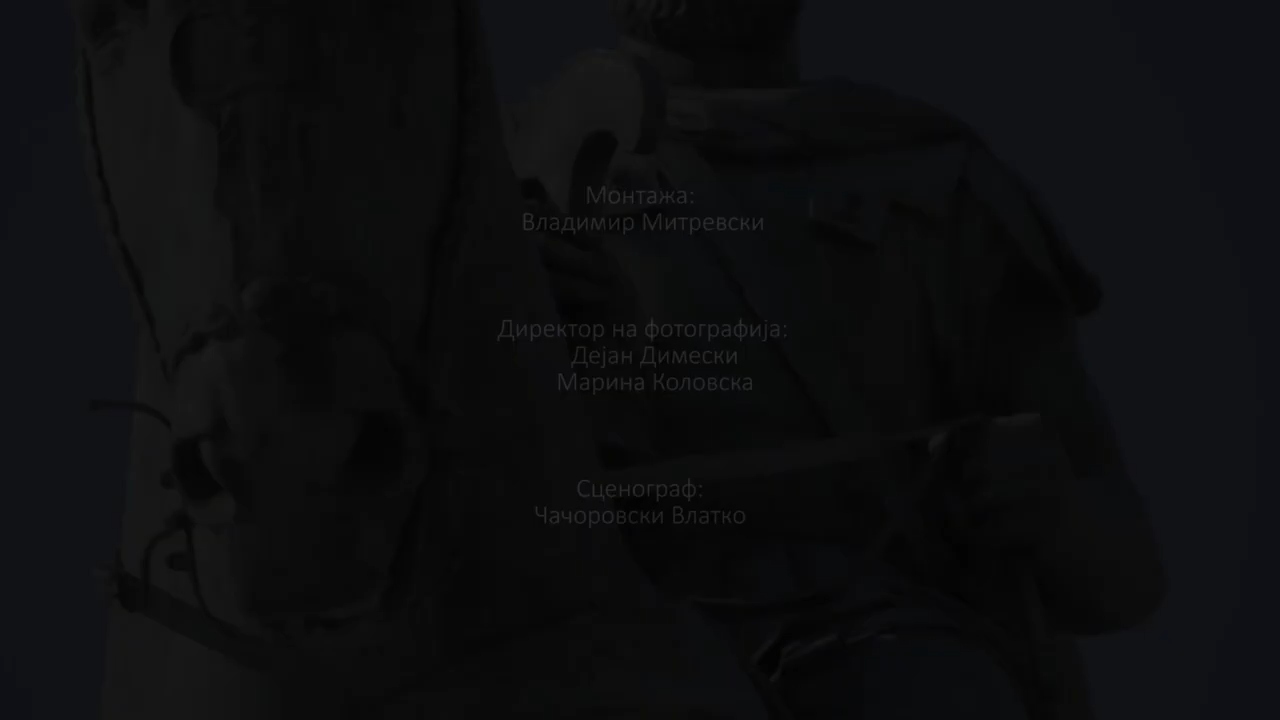 Монтажа:
Владимир Митревски
Директор на фотографија:
Дејан Димески
Марина Коловска
Сценограф:
Чачоровски Влатко